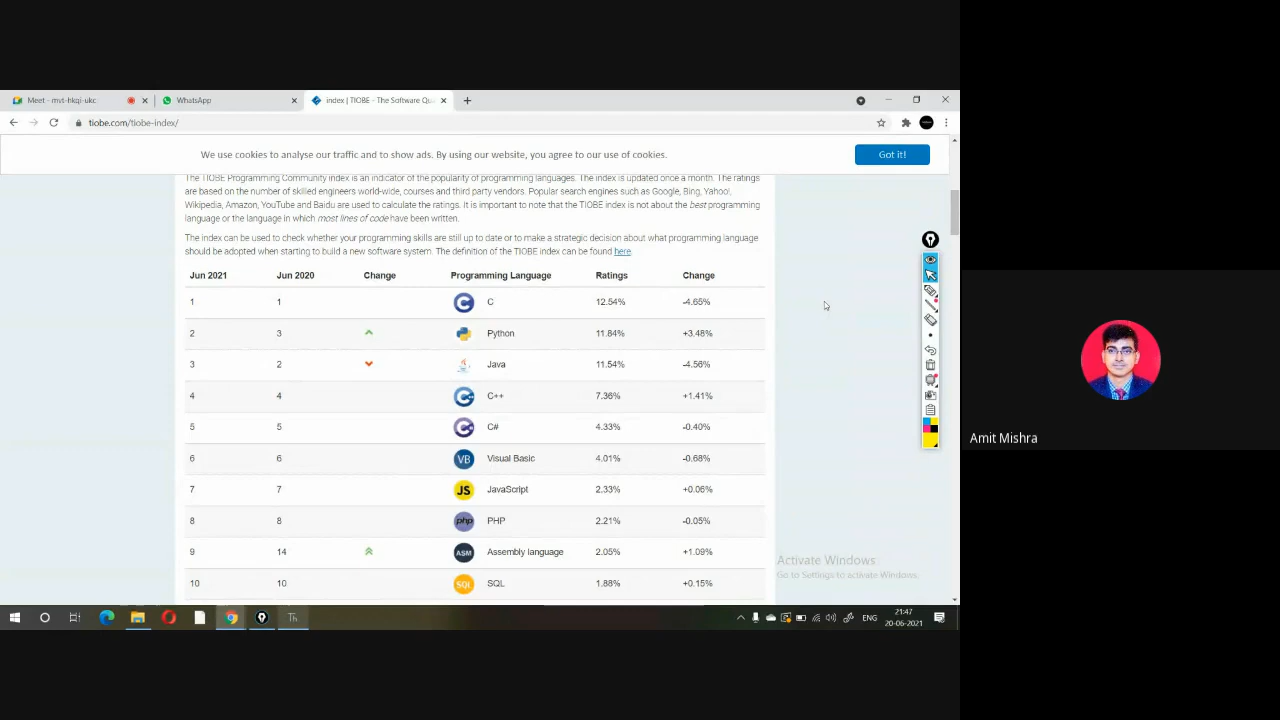 Meet - mvt-hkqi-ukc
WhatsApp
index | TIOBE - The Software Qu
tiobe.com/tiobe-index/
We use cookies to analyse our traffic and to show ads. By using our website, you agree to our use of cookies.
Got it!
The TIOBE Programming Community index is an indicator of the popularity of programming languages. The index is updated once a month. The ratings
are based on the number of skilled engineers world-wide, courses and third party vendors. Popular search engines such as Google, Bing, Yahoo!,
Wikipedia, Amazon, YouTube and Baidu are used to calculate the ratings. It is important to note that the TIOBE index is not about the best programming
language or the language in which most lines of code have been written.
The index can be used to check whether your programming skills are still up to date or to make a strategic decision about what programming language
should be adopted when starting to build a new software system. The definition of the TIOBE index can be found here.
Jun 2021 Jun 2020 Change Programming Language Ratings Change
1 1 C 12.54% -4.65%
2 3 Python 11.84% +3.48%
3 2 Java 11.54% -4.56%
4 4 C++ 7.36% +1.41%
5 5 C# 4.33% -0.40%
6 6 VB Visual Basic 4.01% -0.68%
7 7 JS JavaScript 2.33% +0.06%
8 8 php PHP 2.21% -0.05%
9 14 ASM Assembly language 2.05% +1.09%
10 10 SQL SQL 1.88% +0.15%
Activate Windows
Go to Settings to activate Windows.
Th
ENG
21:47
20-06-2021
Amit Mishra